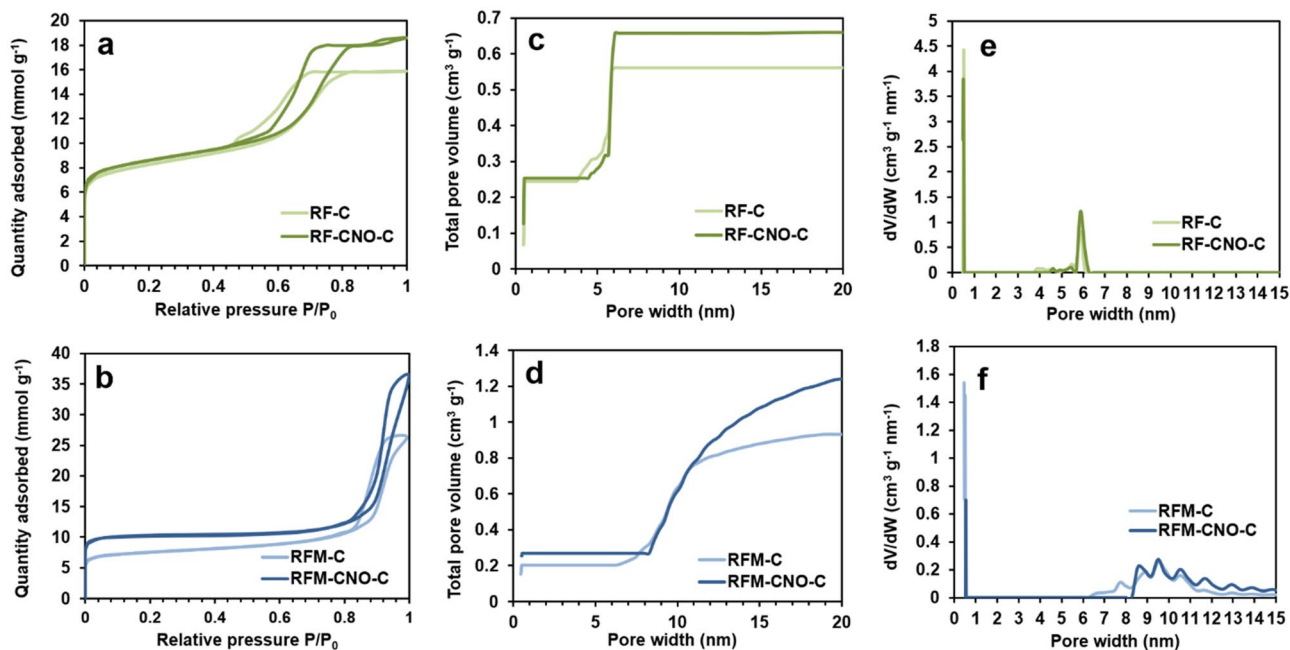 a
Quantity adsorbed (mmol g⁻¹)
20
18
16
14
12
10
8
6
4
2
0
RF-C
RF-CNO-C
0 0.2 0.4 0.6 0.8 1
Relative pressure P/P₀
c
Total pore volume (cm³ g⁻¹)
0.7
0.6
0.5
0.4
0.3
0.2
0.1
0
RF-C
RF-CNO-C
0 5 10 15 20
Pore width (nm)
e
dV/dW (cm³ g⁻¹ nm⁻¹)
5
4.5
4
3.5
3
2.5
2
1.5
1
0.5
0
RF-C
RF-CNO-C
0 1 2 3 4 5 6 7 8 9 10 11 12 13 14 15
Pore width (nm)
b
Quantity adsorbed (mmol g⁻¹)
40
35
30
25
20
15
10
5
0
RFM-C
RFM-CNO-C
0 0.2 0.4 0.6 0.8 1
Relative pressure P/P₀
d
Total pore volume (cm³ g⁻¹)
1.4
1.2
1
0.8
0.6
0.4
0.2
0
RFM-C
RFM-CNO-C
0 5 10 15 20
Pore width (nm)
f
dV/dW (cm³ g⁻¹ nm⁻¹)
1.8
1.6
1.4
1.2
1
0.8
0.6
0.4
0.2
0
RFM-C
RFM-CNO-C
0 1 2 3 4 5 6 7 8 9 10 11 12 13 14 15
Pore width (nm)